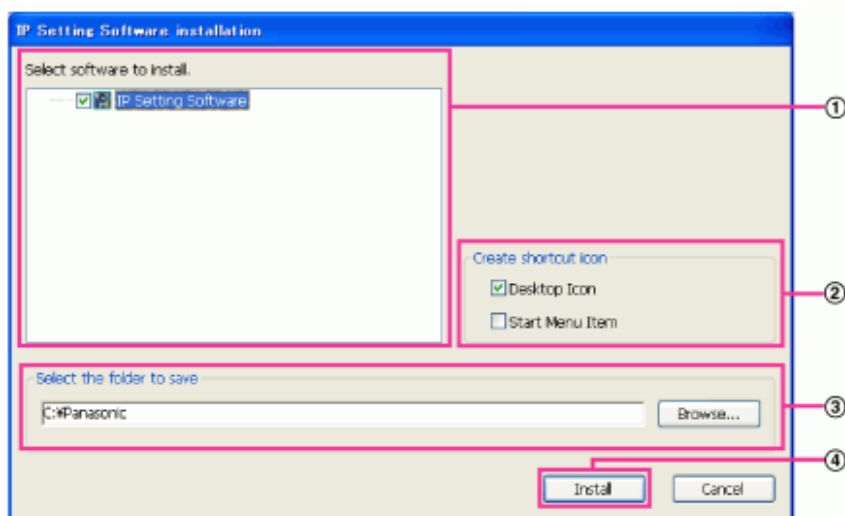 IP Setting Software installation
Select software to install.
IP Setting Software
①
Create shortcut icon
Desktop Icon
Start Menu Item
②
Select the folder to save
C:¥Panasonic
Browse...
③
④
Install
Cancel